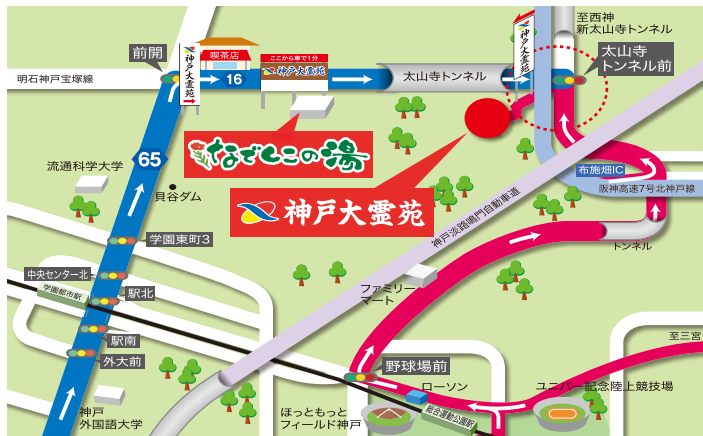 至西神
新太山寺トンネル
前開
神戸大霊苑
喫茶店
ここから車で1分
神戸大霊苑
神戸大霊苑
太山寺
トンネル前
明石神戸宝塚線
16
太山寺トンネル
なでしこの湯
65
流通科学大学
貝谷ダム
布施畑IC
阪神高速7号北神戸線
神戸大霊苑
神戸淡路鳴門自動車道
学園東町3
トンネル
中央センター北
学園都市駅
駅北
ファミリー
マート
駅南
外大前
至三宮
野球場前
ローソン
ユニバー記念陸上競技場
神戸
外国語大学
ほっともっと
フィールド神戸
総合運動公園駅